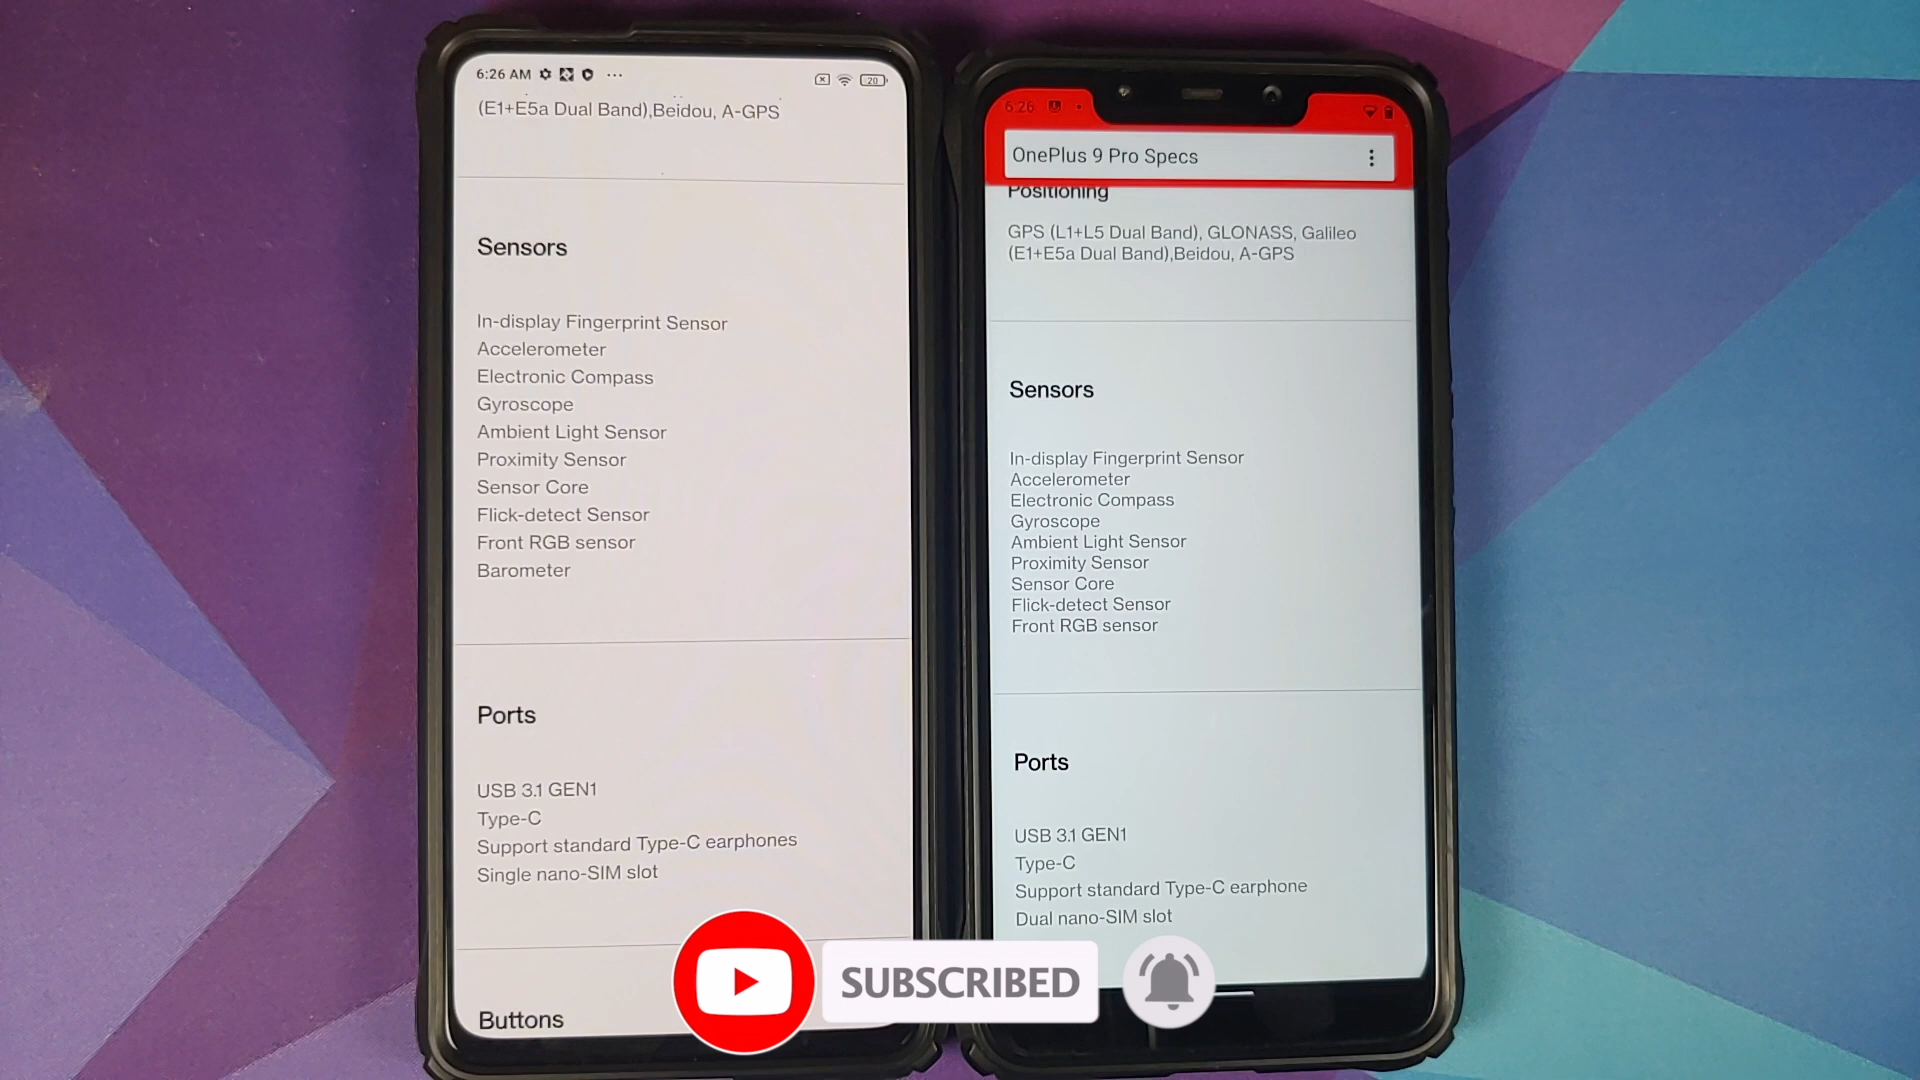 6:26 AM
20
(E1+E5a Dual Band),Beidou, A-GPS
Sensors
In-display Fingerprint Sensor
Accelerometer
Electronic Compass
Gyroscope
Ambient Light Sensor
Proximity Sensor
Sensor Core
Flick-detect Sensor
Front RGB sensor
Barometer
Ports
USB 3.1 GEN1
Type-C
Support standard Type-C earphones
Single nano-SIM slot
Buttons
6:26
OnePlus 9 Pro Specs
Positioning
GPS (L1+L5 Dual Band), GLONASS, Galileo
(E1+E5a Dual Band),Beidou, A-GPS
Sensors
In-display Fingerprint Sensor
Accelerometer
Electronic Compass
Gyroscope
Ambient Light Sensor
Proximity Sensor
Sensor Core
Flick-detect Sensor
Front RGB sensor
Ports
USB 3.1 GEN1
Type-C
Support standard Type-C earphone
Dual nano-SIM slot
SUBSCRIBED